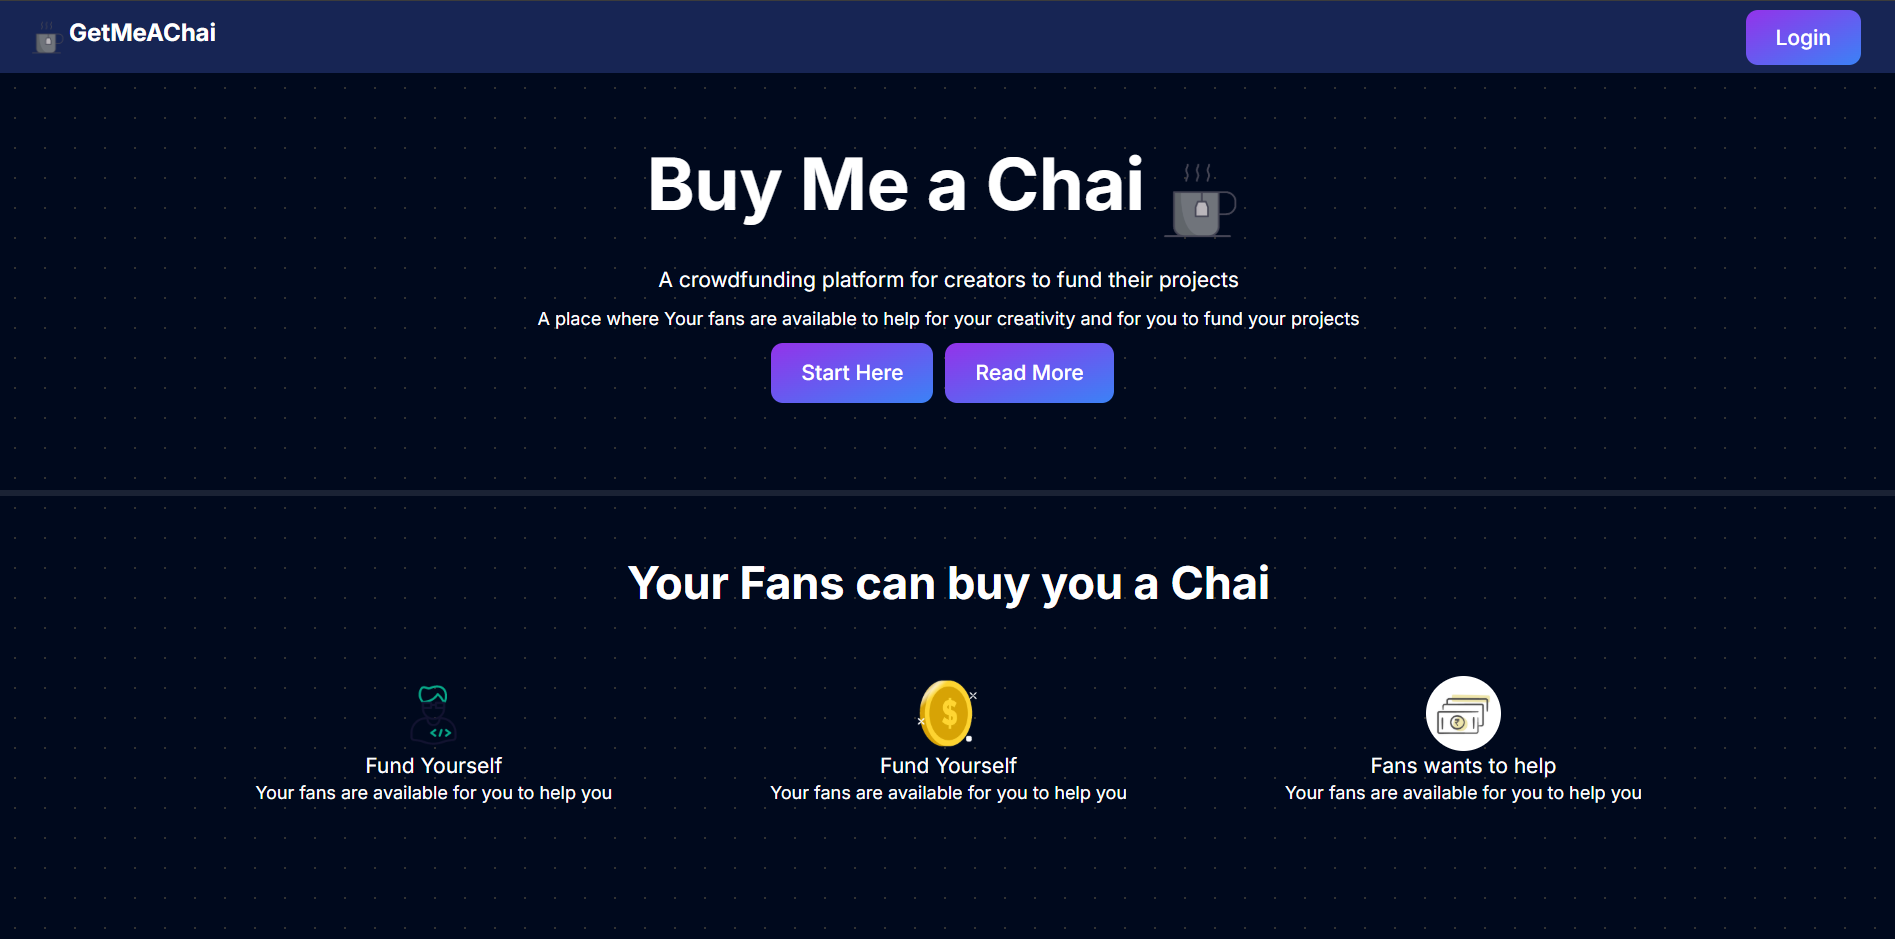 GetMeAChai
Login
Buy Me a Chai
A crowdfunding platform for creators to fund their projects
A place where Your fans are available to help for your creativity and for you to fund your projects
Start Here
Read More
Your Fans can buy you a Chai
</>
$
₹
Fund Yourself
Your fans are available for you to help you
Fund Yourself
Your fans are available for you to help you
Fans wants to help
Your fans are available for you to help you